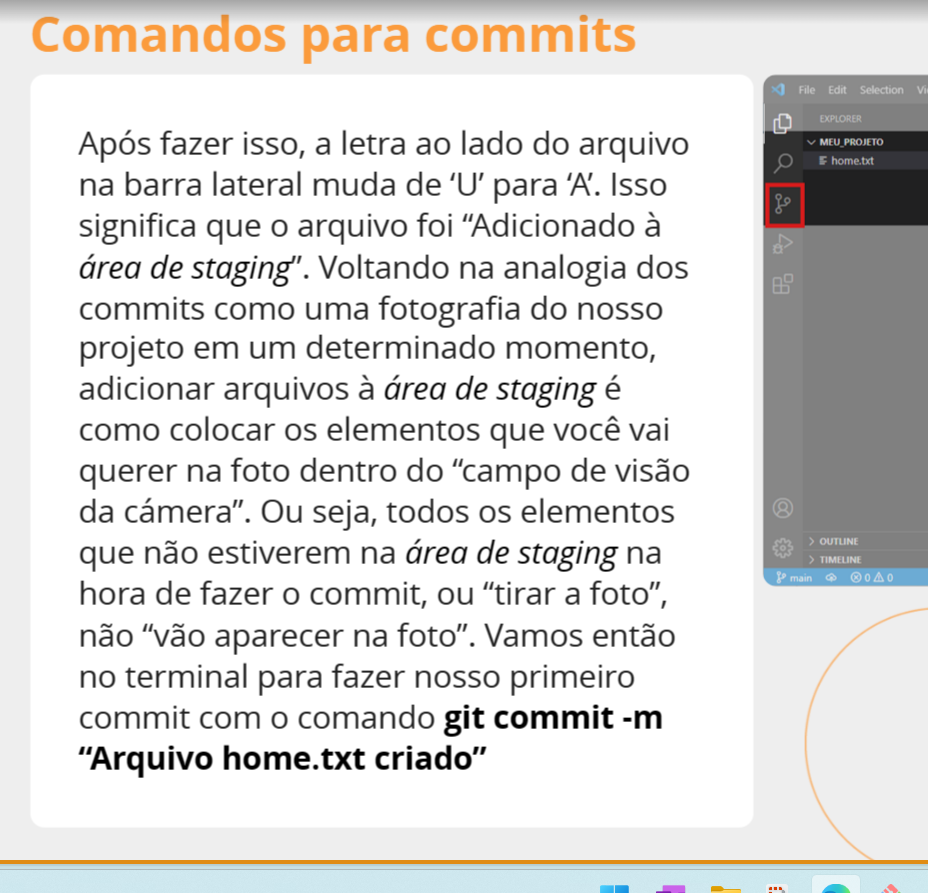 Comandos para commits
Após fazer isso, a letra ao lado do arquivo
na barra lateral muda de ‘U’ para ‘A’. Isso
significa que o arquivo foi “Adicionado à
área de staging”. Voltando na analogia dos
commits como uma fotografia do nosso
projeto em um determinado momento,
adicionar arquivos à área de staging é
como colocar os elementos que você vai
querer na foto dentro do “campo de visão
da cámera”. Ou seja, todos os elementos
que não estiverem na área de staging na
hora de fazer o commit, ou “tirar a foto”,
não “vão aparecer na foto”. Vamos então
no terminal para fazer nosso primeiro
commit com o comando git commit -m
“Arquivo home.txt criado”
File Edit Selection Vi
EXPLORER
MEU_PROJETO
home.txt
OUTLINE
TIMELINE
main 0 0